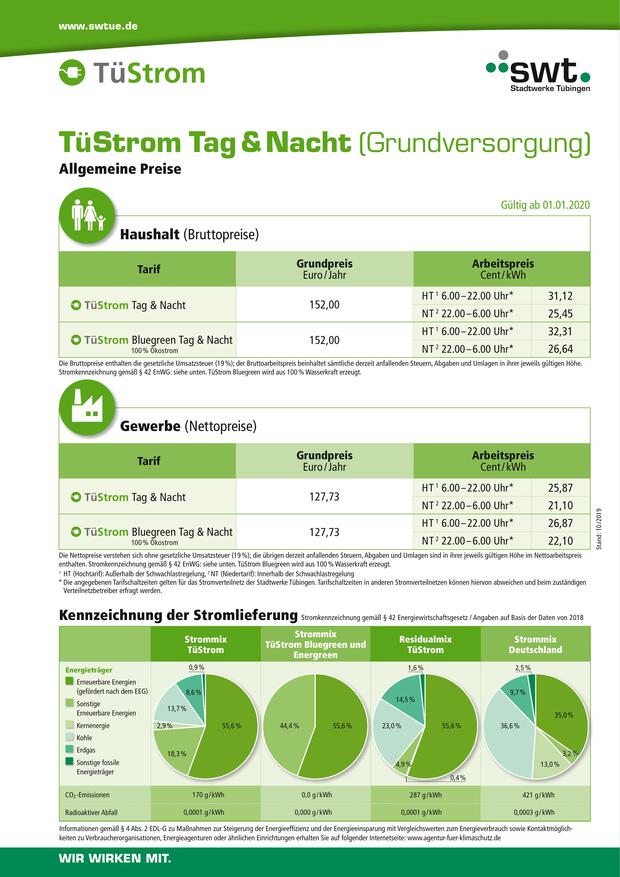 www.swtue.de
TüStrom
swt.
Stadtwerke Tübingen
TüStrom Tag & Nacht (Grundversorgung)
Allgemeine Preise
Gültig ab 01.01.2020
Haushalt (Bruttopreise)
Tarif
Grundpreis
Euro/Jahr
Arbeitspreis
Cent/kWh
TüStrom Tag & Nacht
152,00
HT ¹ 6.00–22.00 Uhr* 31,12
NT ² 22.00–6.00 Uhr* 25,45
TüStrom Bluegreen Tag & Nacht
100 % Ökostrom
152,00
HT ¹ 6.00–22.00 Uhr* 32,31
NT ² 22.00–6.00 Uhr* 26,64
Die Bruttopreise enthalten die gesetzliche Umsatzsteuer (19 %); der Bruttoarbeitspreis beinhaltet sämtliche derzeit anfallenden Steuern, Abgaben und Umlagen in ihrer jeweils gültigen Höhe.
Stromkennzeichnung gemäß § 42 EnWG: siehe unten. TüStrom Bluegreen wird aus 100 % Wasserkraft erzeugt.
Gewerbe (Nettopreise)
Tarif
Grundpreis
Euro/Jahr
Arbeitspreis
Cent/kWh
TüStrom Tag & Nacht
127,73
HT ¹ 6.00–22.00 Uhr* 25,87
NT ² 22.00–6.00 Uhr* 21,10
TüStrom Bluegreen Tag & Nacht
100 % Ökostrom
127,73
HT ¹ 6.00–22.00 Uhr* 26,87
NT ² 22.00–6.00 Uhr* 22,10
Stand: 10/2019
Die Nettopreise verstehen sich ohne gesetzliche Umsatzsteuer (19 %); die übrigen derzeit anfallenden Steuern, Abgaben und Umlagen sind in ihrer jeweils gültigen Höhe im Nettoarbeitspreis
enthalten. Stromkennzeichnung gemäß § 42 EnWG: siehe unten. TüStrom Bluegreen wird aus 100 % Wasserkraft erzeugt.
¹ HT (Hochtarif): Außerhalb der Schwachlastregelung, ² NT (Niedertarif): Innerhalb der Schwachlastregelung
* Die angegebenen Tarifschaltzeiten gelten für das Stromverteilnetz der Stadtwerke Tübingen. Tarifschaltzeiten in anderen Stromverteilnetzen können hiervon abweichen und beim zuständigen
Verteilnetzbetreiber erfragt werden.
Kennzeichnung der Stromlieferung Stromkennzeichnung gemäß § 42 Energiewirtschaftsgesetz / Angaben auf Basis der Daten von 2018
Strommix
TüStrom
Strommix
TüStrom Bluegreen und
Energreen
Residualmix
TüStrom
Strommix
Deutschland
Energieträger
Erneuerbare Energien
(gefördert nach dem EEG)
Sonstige
Erneuerbare Energien
Kernenergie
Kohle
Erdgas
Sonstige fossile
Energieträger
0,9 %
8,6 %
13,7 %
2,9 %
18,3 %
55,6 %
44,4 %
55,6 %
1,6 %
14,5 %
23,0 %
4,9 %
0,4 %
55,6 %
2,5 %
9,7 %
36,6 %
13,0 %
3,2 %
35,0 %
CO₂-Emissionen 170 g/kWh 0,0 g/kWh 287 g/kWh 421 g/kWh
Radioaktiver Abfall 0,0001 g/kWh 0,000 g/kWh 0,0001 g/kWh 0,0003 g/kWh
Informationen gemäß § 4 Abs. 2 EDL-G zu Maßnahmen zur Steigerung der Energieeffizienz und der Energieeinsparung mit Vergleichswerten zum Energieverbrauch sowie Kontaktmöglich-
keiten zu Verbraucherorganisationen, Energieagenturen oder ähnlichen Einrichtungen erhalten Sie auf folgender Internetseite: www.agentur-fuer-klimaschutz.de
WIR WIRKEN MIT.